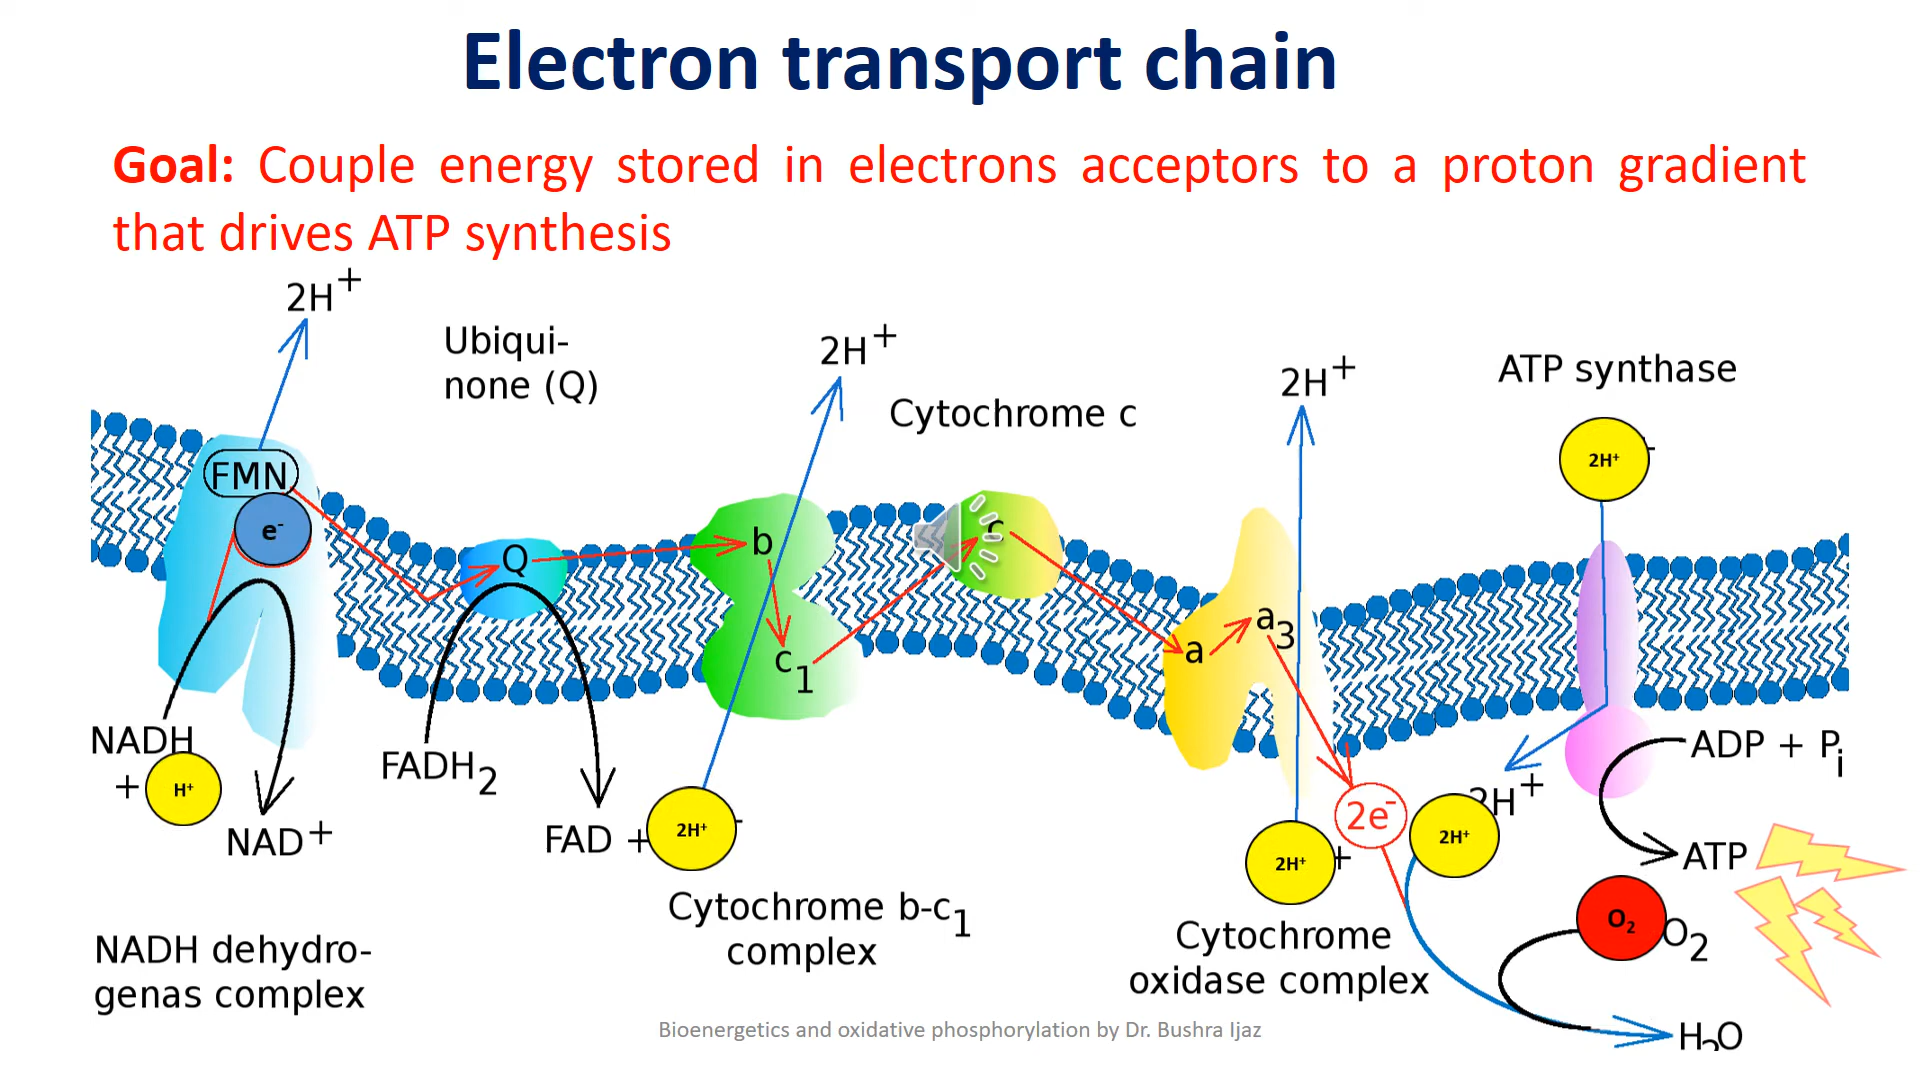 Electron transport chain
Goal: Couple energy stored in electrons acceptors to a proton gradient
that drives ATP synthesis
2H+
Ubiqui-
none (Q)
2H+
Cytochrome c
2H+
ATP synthase
2H+
FMN
e-
Q
b
c1
c
a
a3
NADH
+ H+
NAD+
FADH2
FAD + 2H+
2H+
2e-
2H+
2H+
ADP + Pi
ATP
O2
O2
H2O
NADH dehydro-
genas complex
Cytochrome b-c1
complex
Cytochrome
oxidase complex
Bioenergetics and oxidative phosphorylation by Dr. Bushra Ijaz